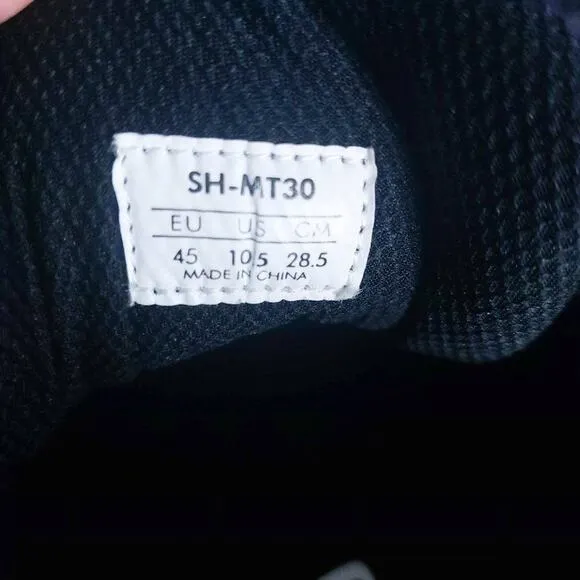 SH-MT30
EU US CM
45 10.5 28.5
MADE IN CHINA